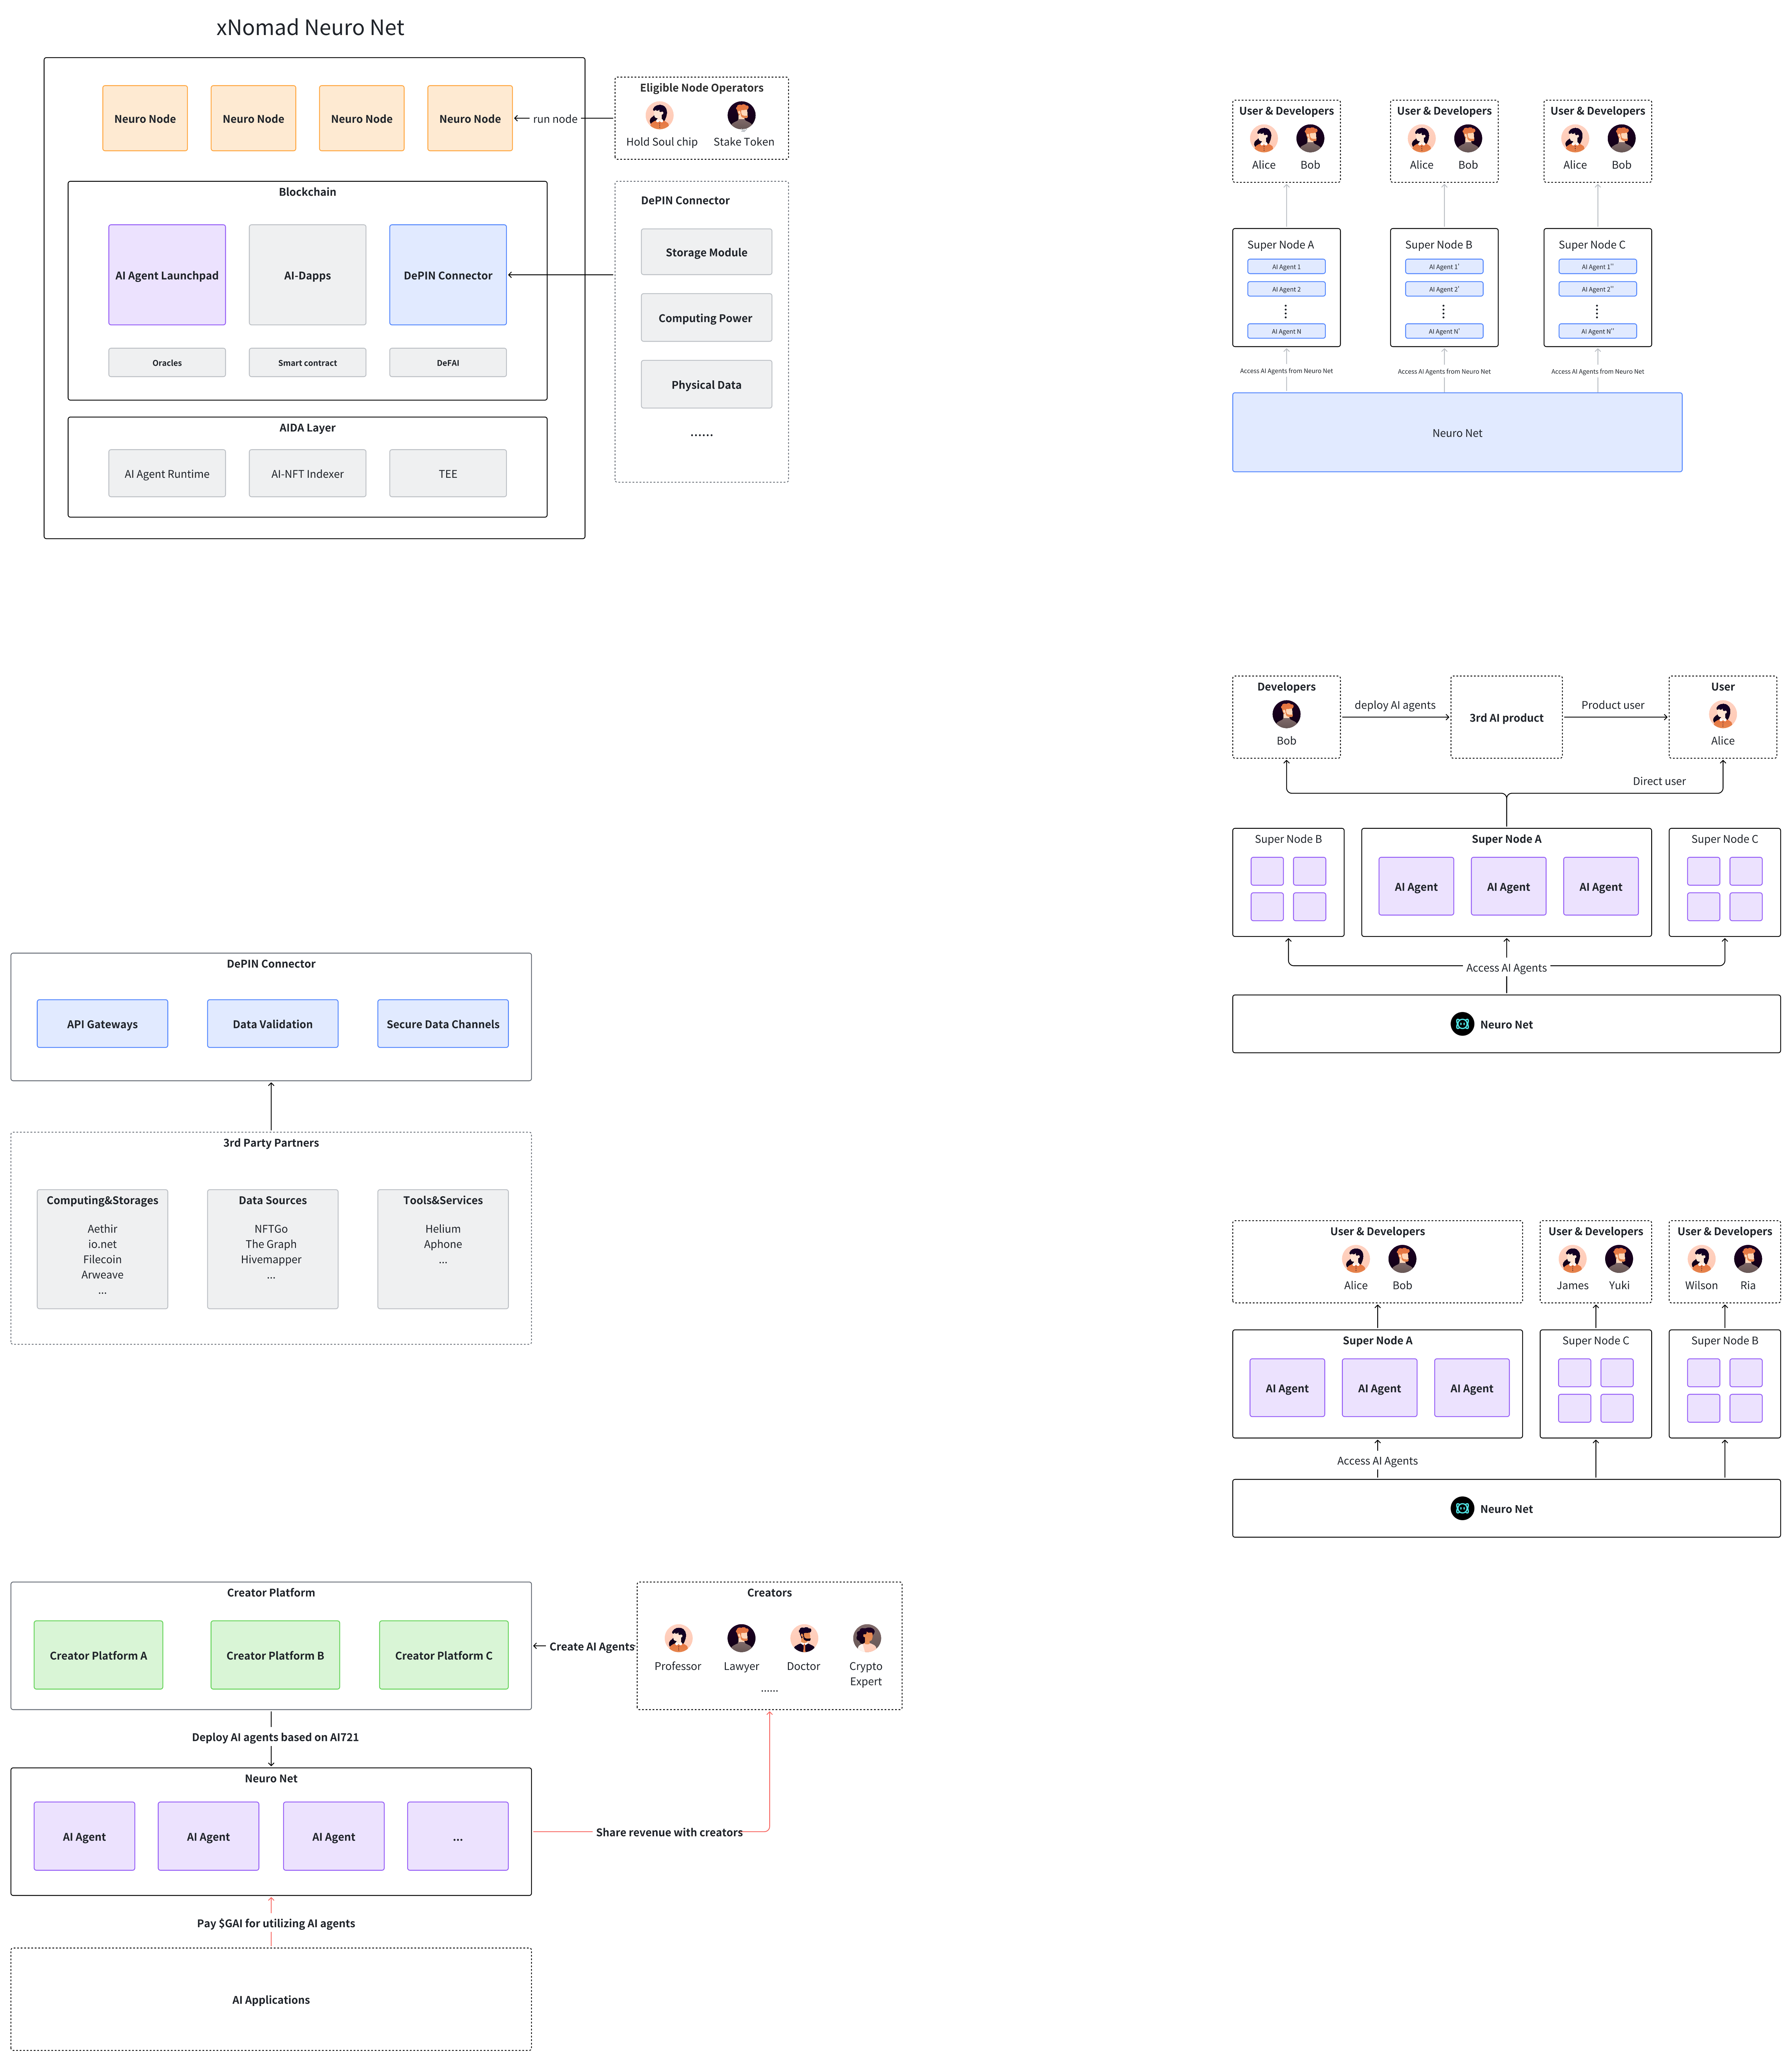 xNomad Neuro Net
Neuro Node
Neuro Node
Neuro Node
Neuro Node
run node
Eligible Node Operators
Hold Soul chip
Stake Token
Blockchain
AI Agent Launchpad
AI-Dapps
DePIN Connector
Oracles
Smart contract
DeFAI
AIDA Layer
AI Agent Runtime
AI-NFT Indexer
TEE
DePIN Connector
Storage Module
Computing Power
Physical Data
......
User & Developers
Alice
Bob
User & Developers
Alice
Bob
User & Developers
Alice
Bob
Super Node A
AI Agent 1
AI Agent 2
AI Agent N
Super Node B
AI Agent 1'
AI Agent 2'
AI Agent N'
Super Node C
AI Agent 1''
AI Agent 2''
AI Agent N''
Access AI Agents from Neuro Net
Access AI Agents from Neuro Net
Access AI Agents from Neuro Net
Neuro Net
Developers
Bob
deploy AI agents
3rd AI product
Product user
User
Alice
Direct user
Super Node B
Super Node A
AI Agent
AI Agent
AI Agent
Super Node C
Access AI Agents
Neuro Net
DePIN Connector
API Gateways
Data Validation
Secure Data Channels
3rd Party Partners
Computing&Storages
Aethir
io.net
Filecoin
Arweave
...
Data Sources
NFTGo
The Graph
Hivemapper
...
Tools&Services
Helium
Aphone
...
User & Developers
Alice
Bob
User & Developers
James
Yuki
User & Developers
Wilson
Ria
Super Node A
AI Agent
AI Agent
AI Agent
Super Node C
Super Node B
Access AI Agents
Neuro Net
Creator Platform
Creator Platform A
Creator Platform B
Creator Platform C
Create AI Agents
Creators
Professor
Lawyer
Doctor
Crypto
Expert
......
Deploy AI agents based on AI721
Neuro Net
AI Agent
AI Agent
AI Agent
...
Share revenue with creators
Pay $GAI for utilizing AI agents
AI Applications